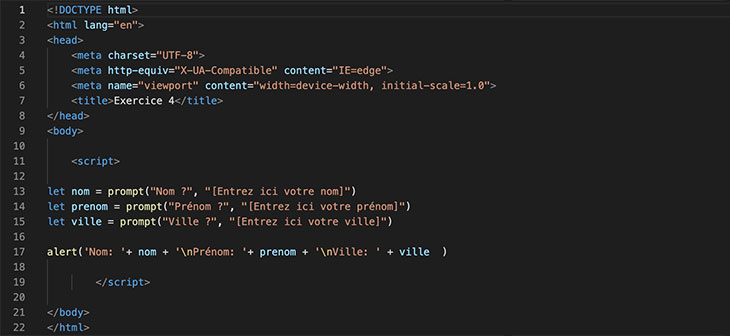 1 <!DOCTYPE html>
2 <html lang="en">
3 <head>
4 <meta charset="UTF-8">
5 <meta http-equiv="X-UA-Compatible" content="IE=edge">
6 <meta name="viewport" content="width=device-width, initial-scale=1.0">
7 <title>Exercice 4</title>
8 </head>
9 <body>
10
11 <script>
12
13 let nom = prompt("Nom ?", "[Entrez ici votre nom]")
14 let prenom = prompt("Prénom ?", "[Entrez ici votre prénom]")
15 let ville = prompt("Ville ?", "[Entrez ici votre ville]")
16
17 alert('Nom: '+ nom + '\nPrénom: '+ prenom + '\nVille: ' + ville  )
18
19 </script>
20
21 </body>
22 </html>